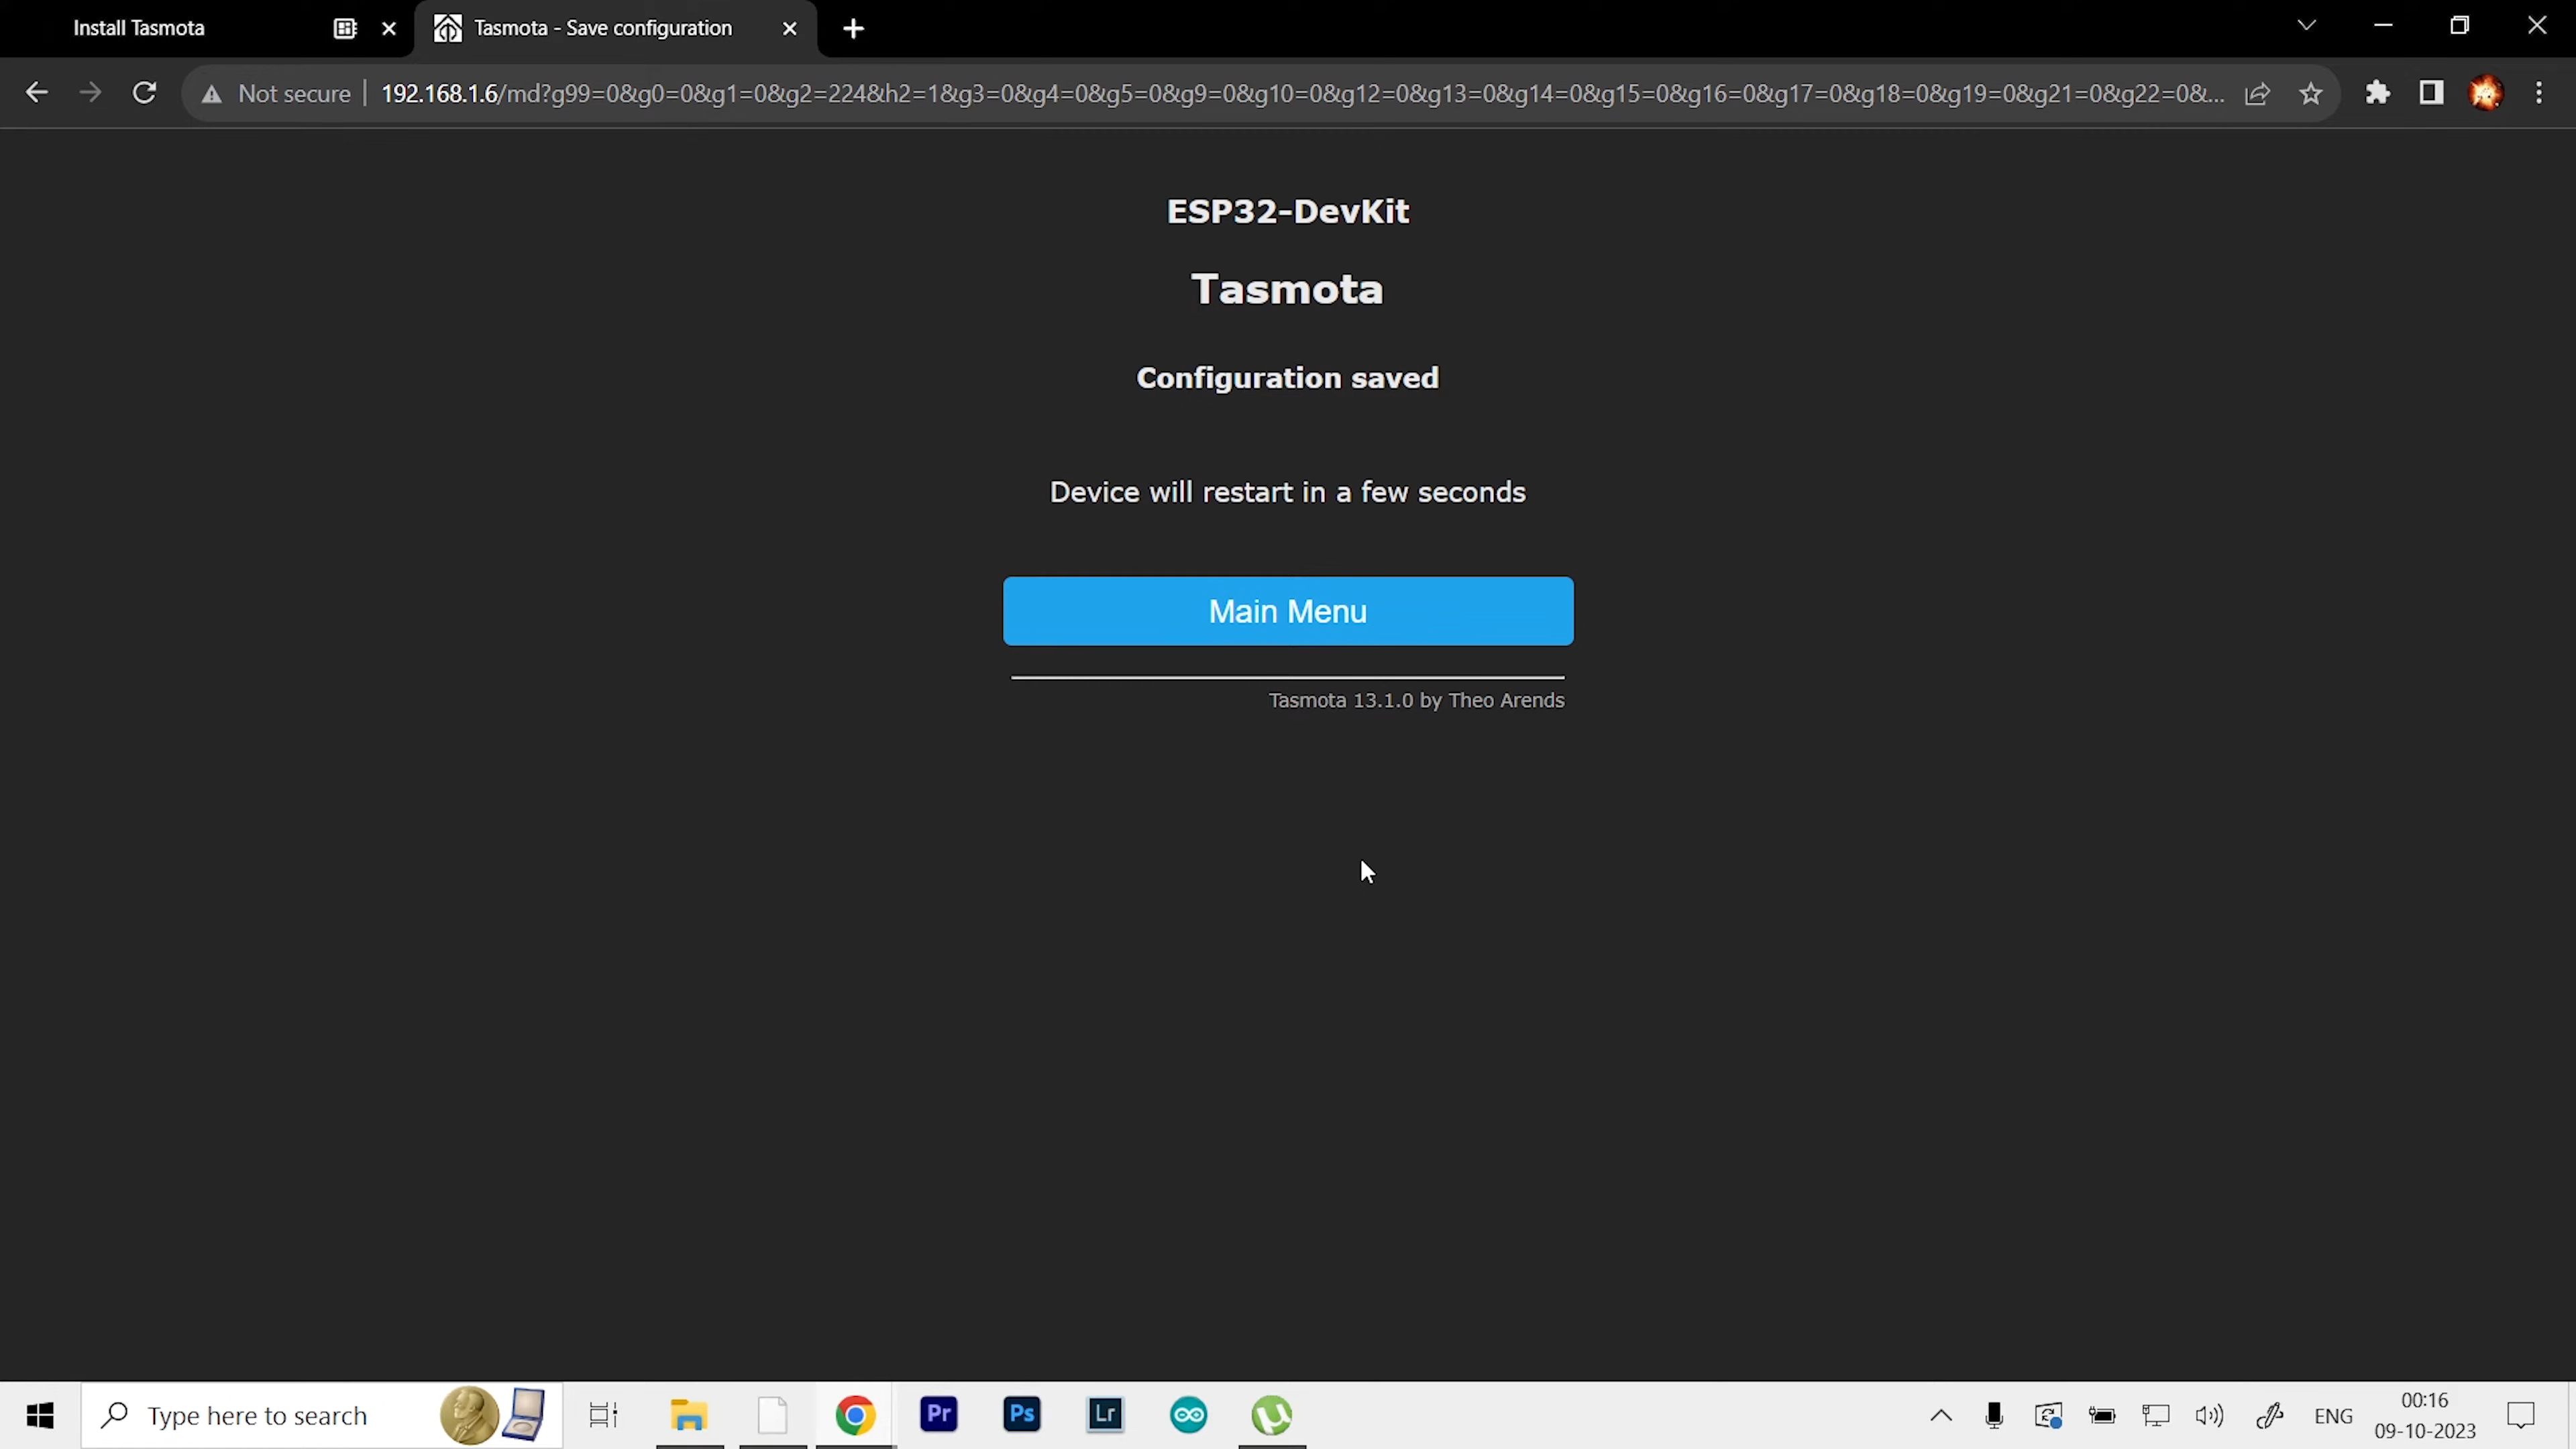 Install Tasmota
Tasmota - Save configuration
Not secure
192.168.1.6/md?g99=0&g0=0&g1=0&g2=224&h2=1&g3=0&g4=0&g5=0&g9=0&g10=0&g12=0&g13=0&g14=0&g15=0&g16=0&g17=0&g18=0&g19=0&g21=0&g22=0&...
ESP32-DevKit
Tasmota
Configuration saved
Device will restart in a few seconds
Main Menu
Tasmota 13.1.0 by Theo Arends
Type here to search
Pr
Ps
Lr
ENG
00:16
09-10-2023